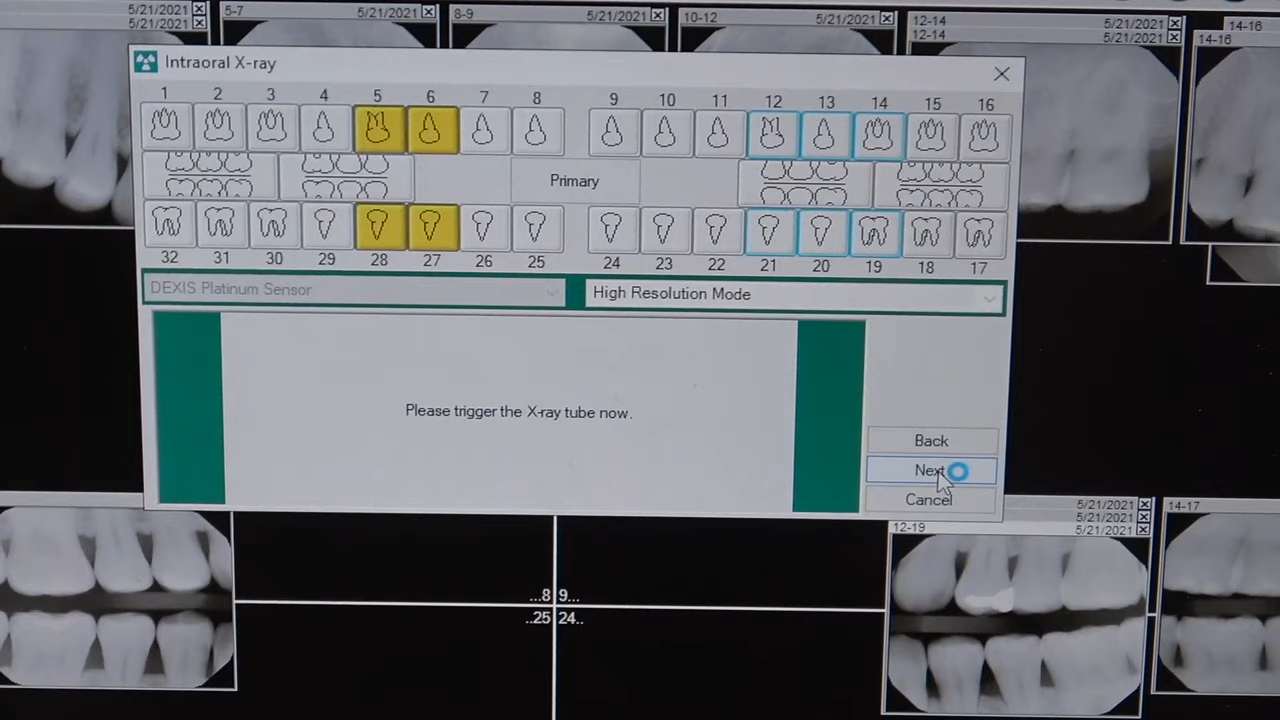 5/21/2021
5/21/2021
5-7 5/21/2021
8-9 5/21/2021
10-12 5/21/2021
12-14 5/21/2021
12-14 5/21/2021
14-16
14-16
Intraoral X-ray
1 2 3 4 5 6 7 8 9 10 11 12 13 14 15 16
Primary
32 31 30 29 28 27 26 25 24 23 22 21 20 19 18 17
DEXIS Platinum Sensor
High Resolution Mode
Please trigger the X-ray tube now.
Back
Next
Cancel
5/21/2021
5/21/2021
12-19 5/21/2021
14-17
...8 9...
..25 24..